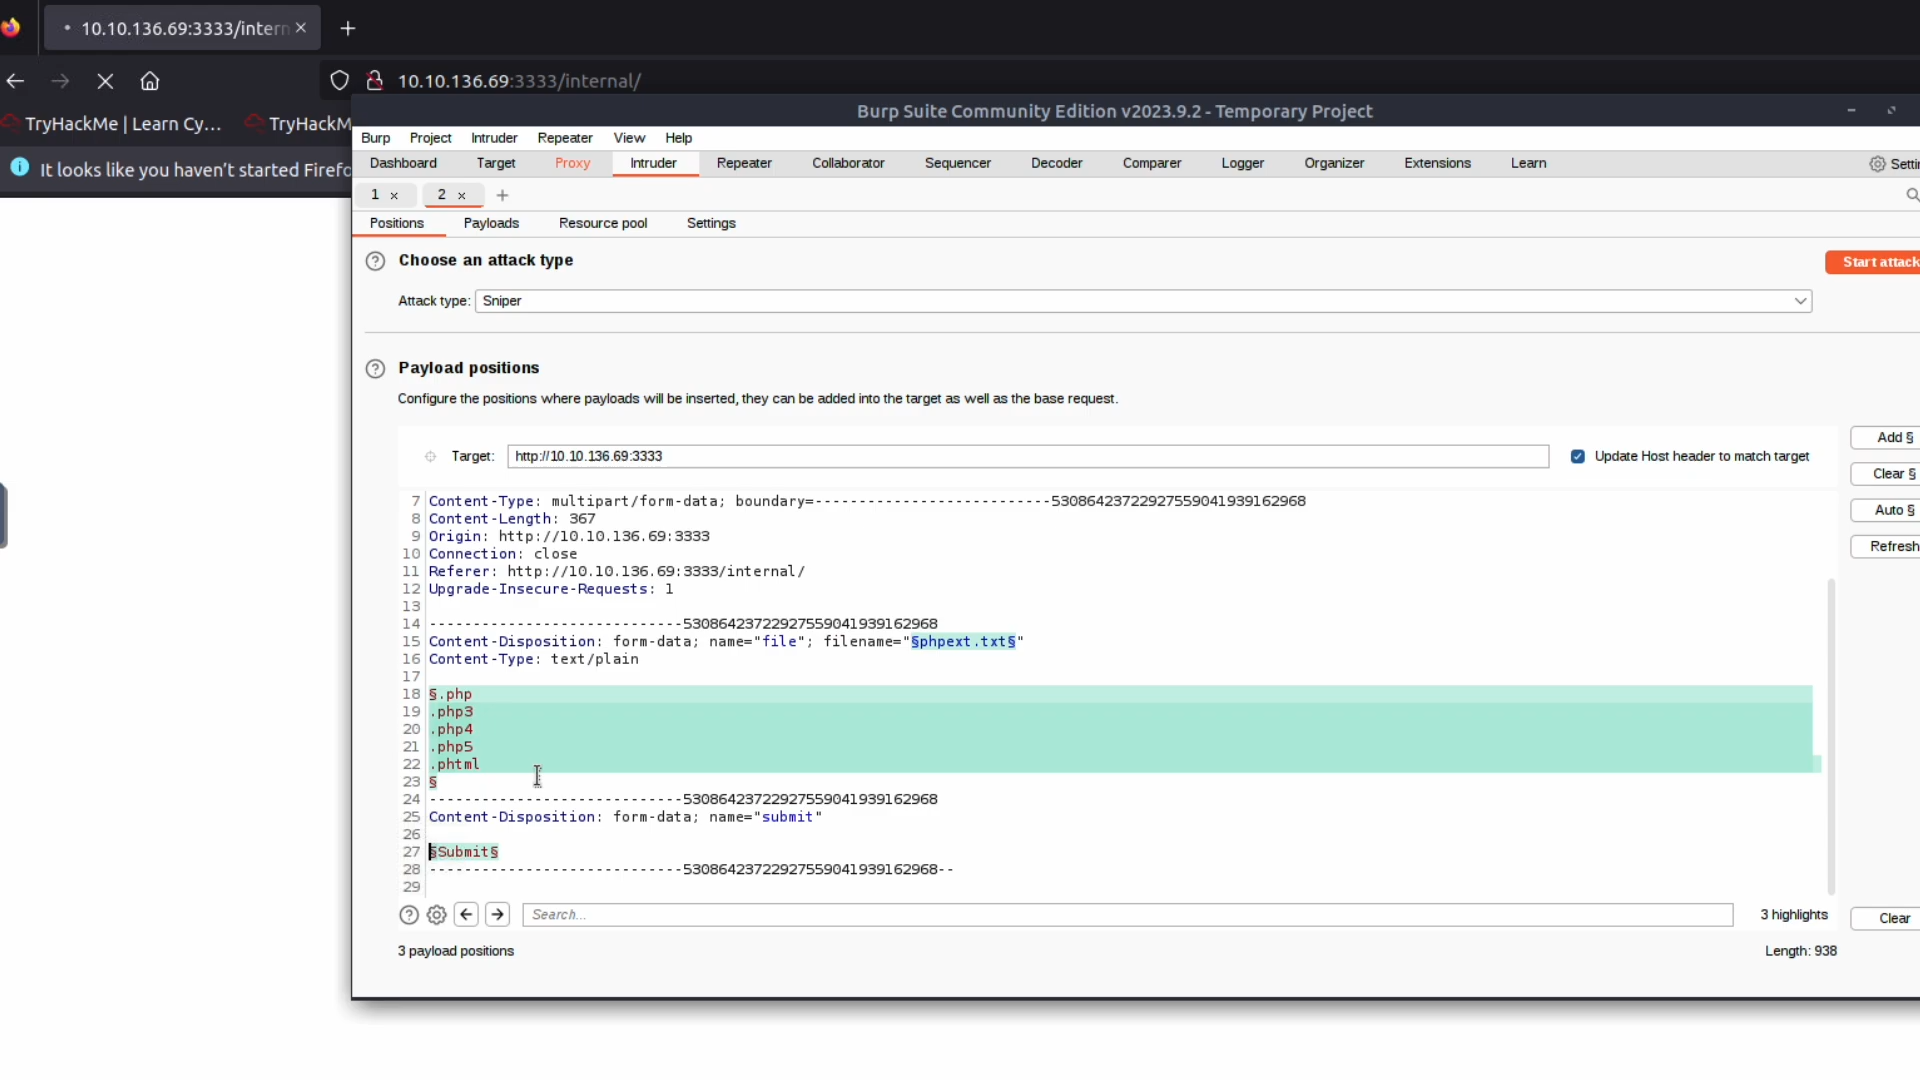 10.10.136.69:3333/intern
10.10.136.69:3333/internal/
TryHackMe | Learn Cy... TryHackM
It looks like you haven't started Firefo
Burp Suite Community Edition v2023.9.2 - Temporary Project
Burp Project Intruder Repeater View Help
Dashboard Target Proxy Intruder Repeater Collaborator Sequencer Decoder Comparer Logger Organizer Extensions Learn Settin
1 × 2 × +
Positions Payloads Resource pool Settings
Choose an attack type
Start attack
Attack type: Sniper
Payload positions
Configure the positions where payloads will be inserted, they can be added into the target as well as the base request.
Target: http://10.10.136.69:3333 Update Host header to match target
Add §
Clear §
Auto §
Refresh
7 Content-Type: multipart/form-data; boundary=---------------------------53086423722927559041939162968
8 Content-Length: 367
9 Origin: http://10.10.136.69:3333
10 Connection: close
11 Referer: http://10.10.136.69:3333/internal/
12 Upgrade-Insecure-Requests: 1
13
14 -----------------------------53086423722927559041939162968
15 Content-Disposition: form-data; name="file"; filename="§phpext.txt§"
16 Content-Type: text/plain
17
18 §.php
19 .php3
20 .php4
21 .php5
22 .phtml
23 §
24 -----------------------------53086423722927559041939162968
25 Content-Disposition: form-data; name="submit"
26
27 §Submit§
28 -----------------------------53086423722927559041939162968--
29
Search... 3 highlights Clear
3 payload positions Length: 938